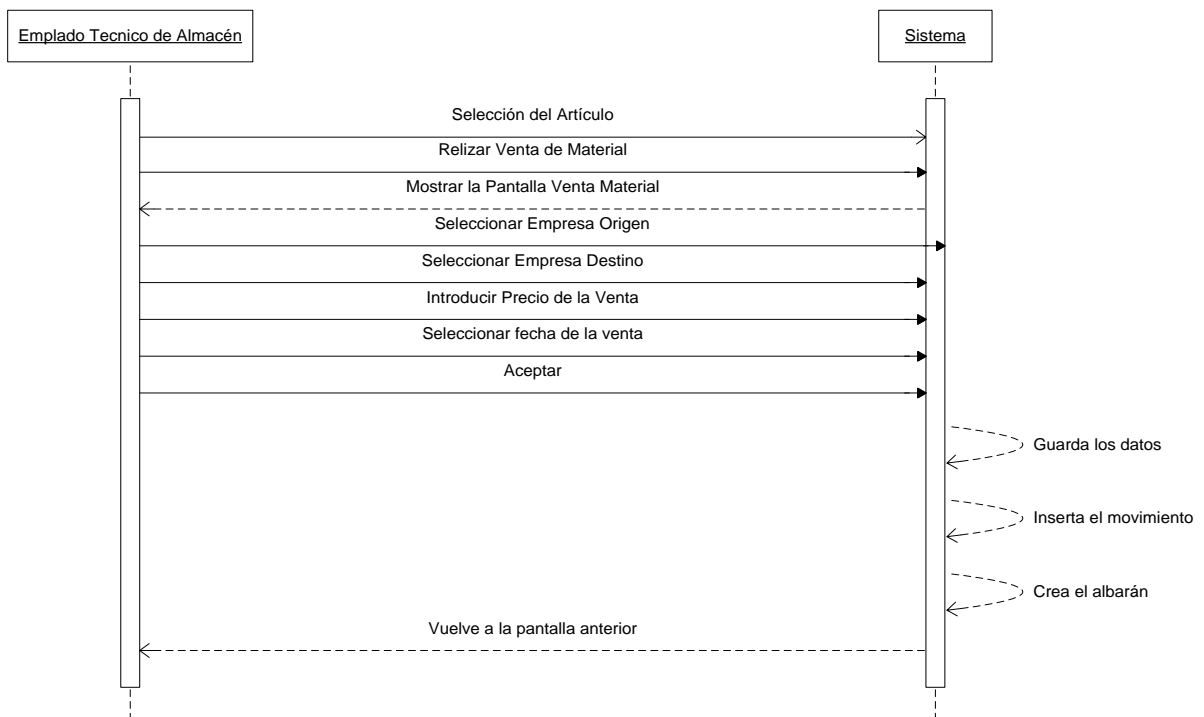 Emplado Tecnico de Almacén
Sistema
Selección del Artículo
Relizar Venta de Material
Mostrar la Pantalla Venta Material
Seleccionar Empresa Origen
Seleccionar Empresa Destino
Introducir Precio de la Venta
Seleccionar fecha de la venta
Aceptar
Guarda los datos
Inserta el movimiento
Crea el albarán
Vuelve a la pantalla anterior